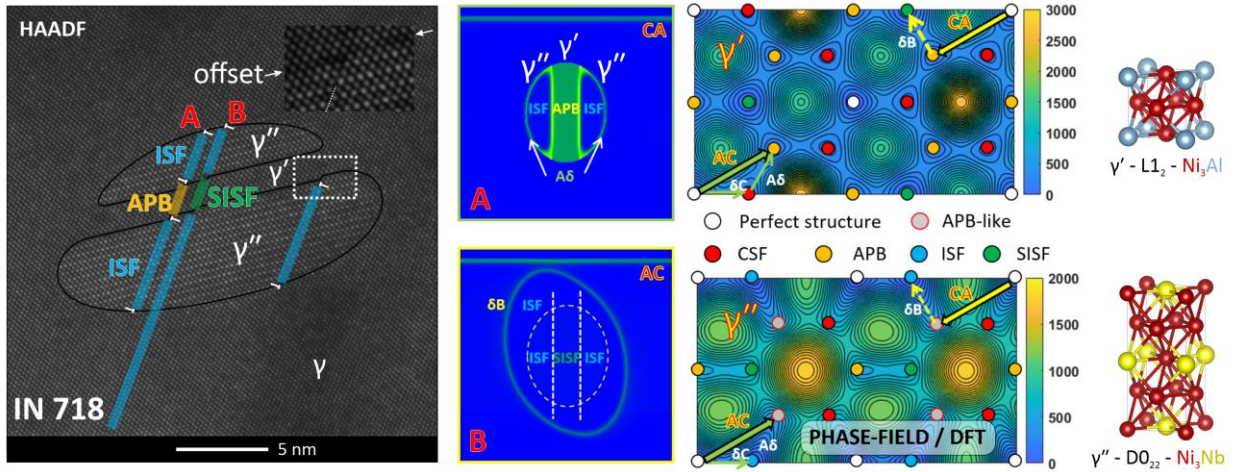 HAADF
offset
A B
ISF
γ''
γ'
APB SISF
ISF
γ''
γ
IN 718
5 nm
CA
γ'' γ' γ''
ISF APB ISF
Aδ
A
AC
δB
ISF
ISF SISF ISF
B
γ'
δB
CA
AC
δC
Aδ
3000
2500
2000
1500
1000
500
0
Perfect structure
APB-like
CSF
APB
ISF
SISF
γ''
δB
CA
AC
δC
Aδ
PHASE-FIELD / DFT
2000
1500
1000
500
0
γ' - L1₂ - Ni₃Al
γ'' - D0₂₂ - Ni₃Nb